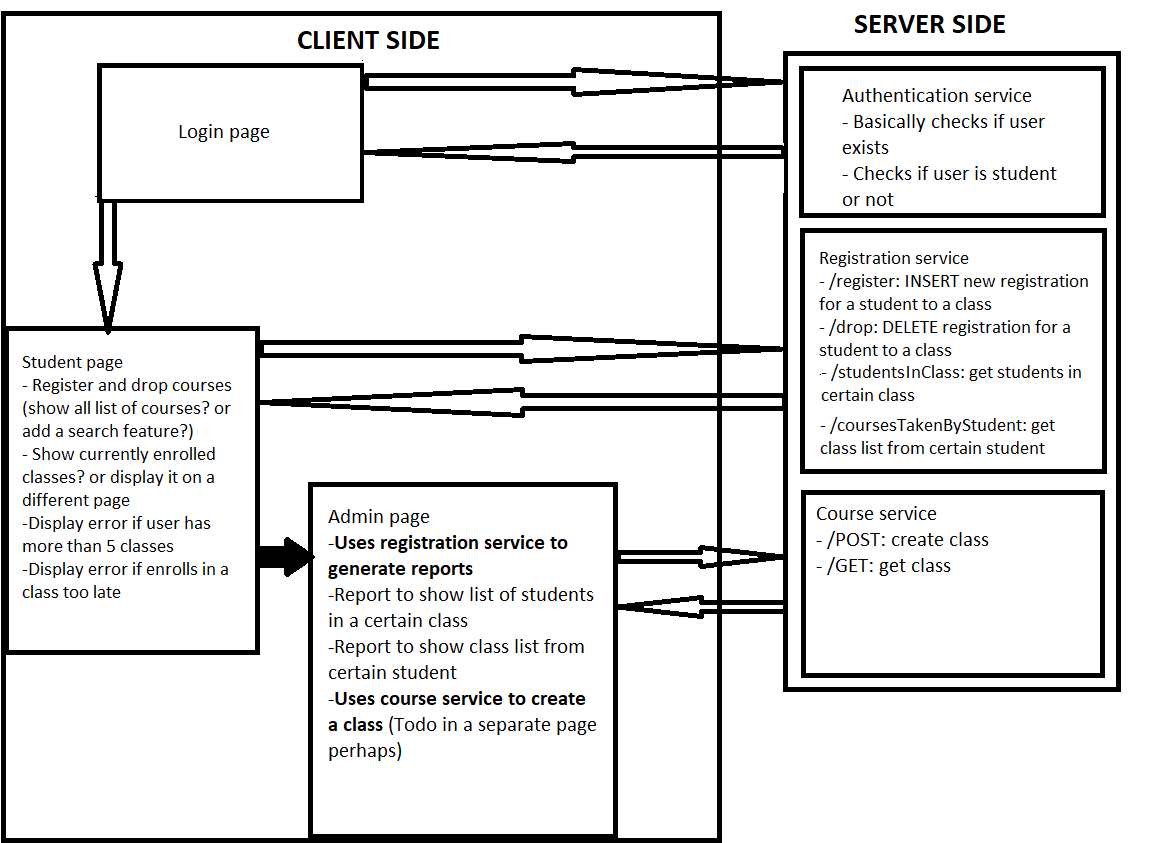 CLIENT SIDE
SERVER SIDE
Login page
Authentication service
- Basically checks if user
exists
- Checks if user is student
or not
Registration service
- /register: INSERT new registration
for a student to a class
- /drop: DELETE registration for a
student to a class
- /studentsInClass: get students in
certain class
- /coursesTakenByStudent: get
class list from certain student
Student page
- Register and drop courses
(show all list of courses? or
add a search feature?)
- Show currently enrolled
classes? or display it on a
different page
-Display error if user has
more than 5 classes
-Display error if enrolls in a
class too late
Admin page
-Uses registration service to
generate reports
-Report to show list of students
in a certain class
-Report to show class list from
certain student
-Uses course service to create
a class (Todo in a separate page
perhaps)
Course service
- /POST: create class
- /GET: get class